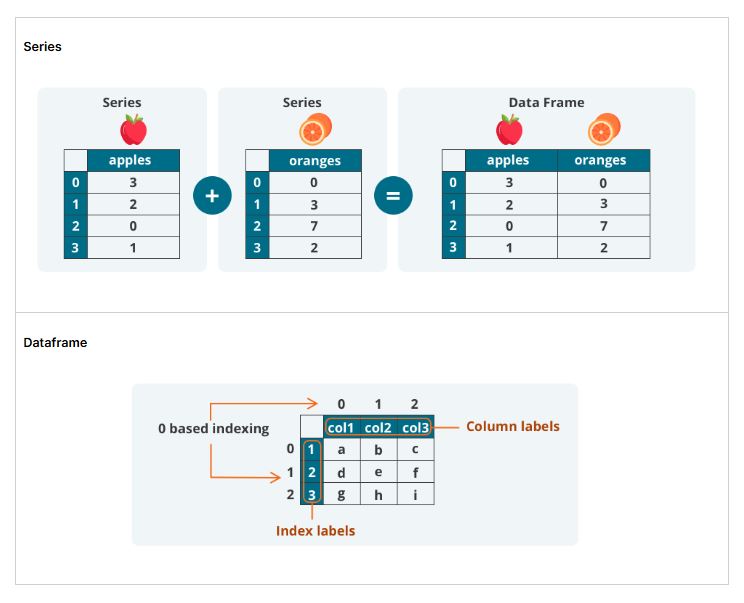 Series
Series Series Data Frame
apples oranges apples oranges
0 3 0 0 0 3 0
1 2 1 3 1 2 3
2 0 2 7 2 0 7
3 1 3 2 3 1 2
+ =
Dataframe
0 1 2
0 based indexing col1 col2 col3 Column labels
0 1 a b c
1 2 d e f
2 3 g h i
Index labels